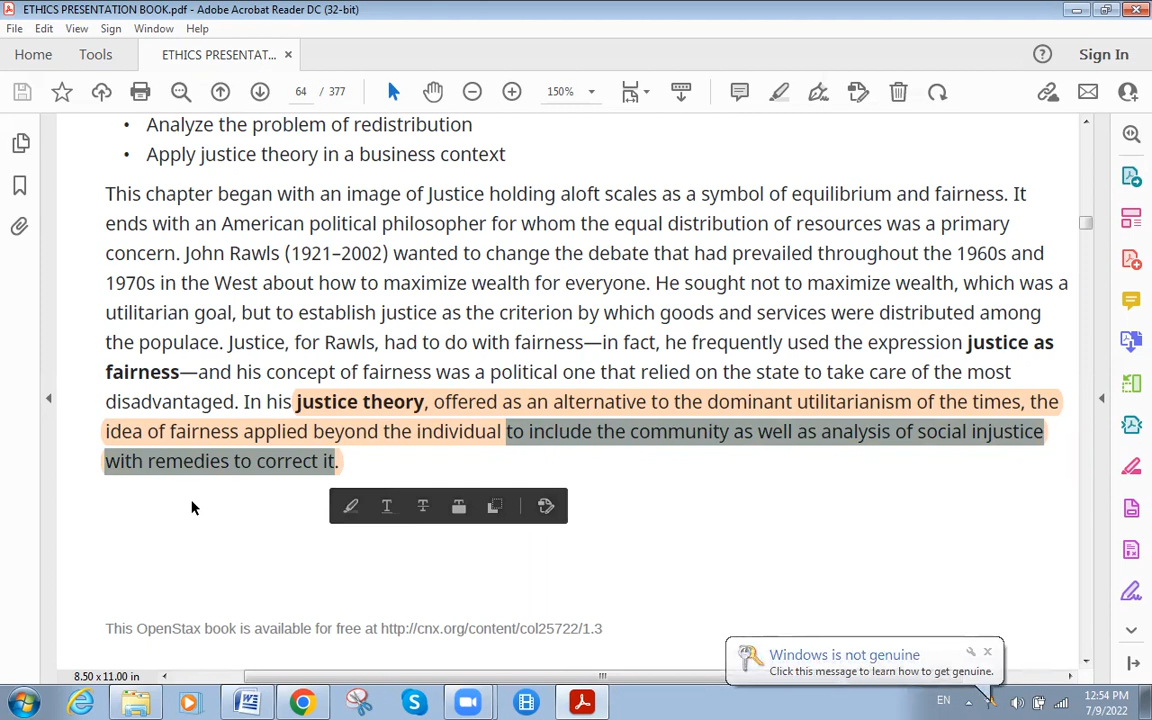 ETHICS PRESENTATION BOOK.pdf - Adobe Acrobat Reader DC (32-bit)
File Edit View Sign Window Help
Home Tools ETHICS PRESENTAT... × Sign In
64 / 377 150%
• Analyze the problem of redistribution
• Apply justice theory in a business context
This chapter began with an image of Justice holding aloft scales as a symbol of equilibrium and fairness. It
ends with an American political philosopher for whom the equal distribution of resources was a primary
concern. John Rawls (1921–2002) wanted to change the debate that had prevailed throughout the 1960s and
1970s in the West about how to maximize wealth for everyone. He sought not to maximize wealth, which was a
utilitarian goal, but to establish justice as the criterion by which goods and services were distributed among
the populace. Justice, for Rawls, had to do with fairness—in fact, he frequently used the expression justice as
fairness—and his concept of fairness was a political one that relied on the state to take care of the most
disadvantaged. In his justice theory, offered as an alternative to the dominant utilitarianism of the times, the
idea of fairness applied beyond the individual to include the community as well as analysis of social injustice
with remedies to correct it.
This OpenStax book is available for free at http://cnx.org/content/col25722/1.3
Windows is not genuine
Click this message to learn how to get genuine.
8.50 x 11.00 in
EN
12:54 PM
7/9/2022